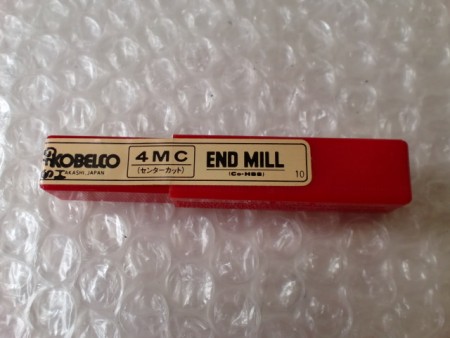 KOBELCO
AKASHI, JAPAN
4MC
(センターカット)
END MILL
(Co-HSS)
10